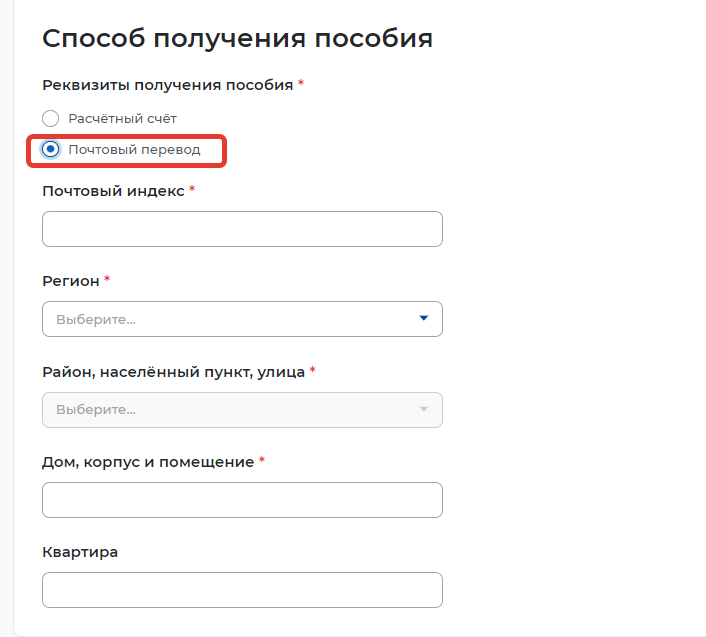 Способ получения пособия
Реквизиты получения пособия *
Расчётный счёт
Почтовый перевод
Почтовый индекс *
Регион *
Выберите...
Район, населённый пункт, улица *
Выберите...
Дом, корпус и помещение *
Квартира